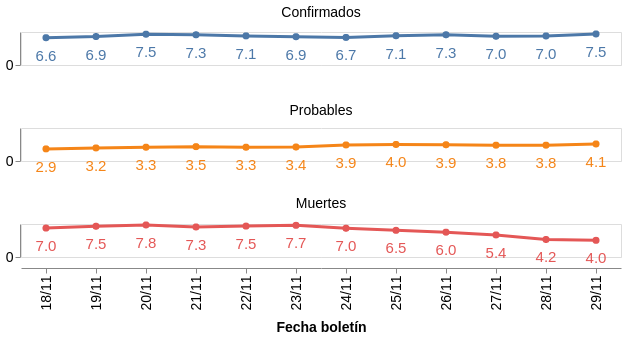 Confirmados
0
6.6 6.9 7.5 7.3 7.1 6.9 6.7 7.1 7.3 7.0 7.0 7.5
Probables
0
2.9 3.2 3.3 3.5 3.3 3.4 3.9 4.0 3.9 3.8 3.8 4.1
Muertes
0
7.0 7.5 7.8 7.3 7.5 7.7 7.0 6.5 6.0 5.4 4.2 4.0
18/11 19/11 20/11 21/11 22/11 23/11 24/11 25/11 26/11 27/11 28/11 29/11
Fecha boletín